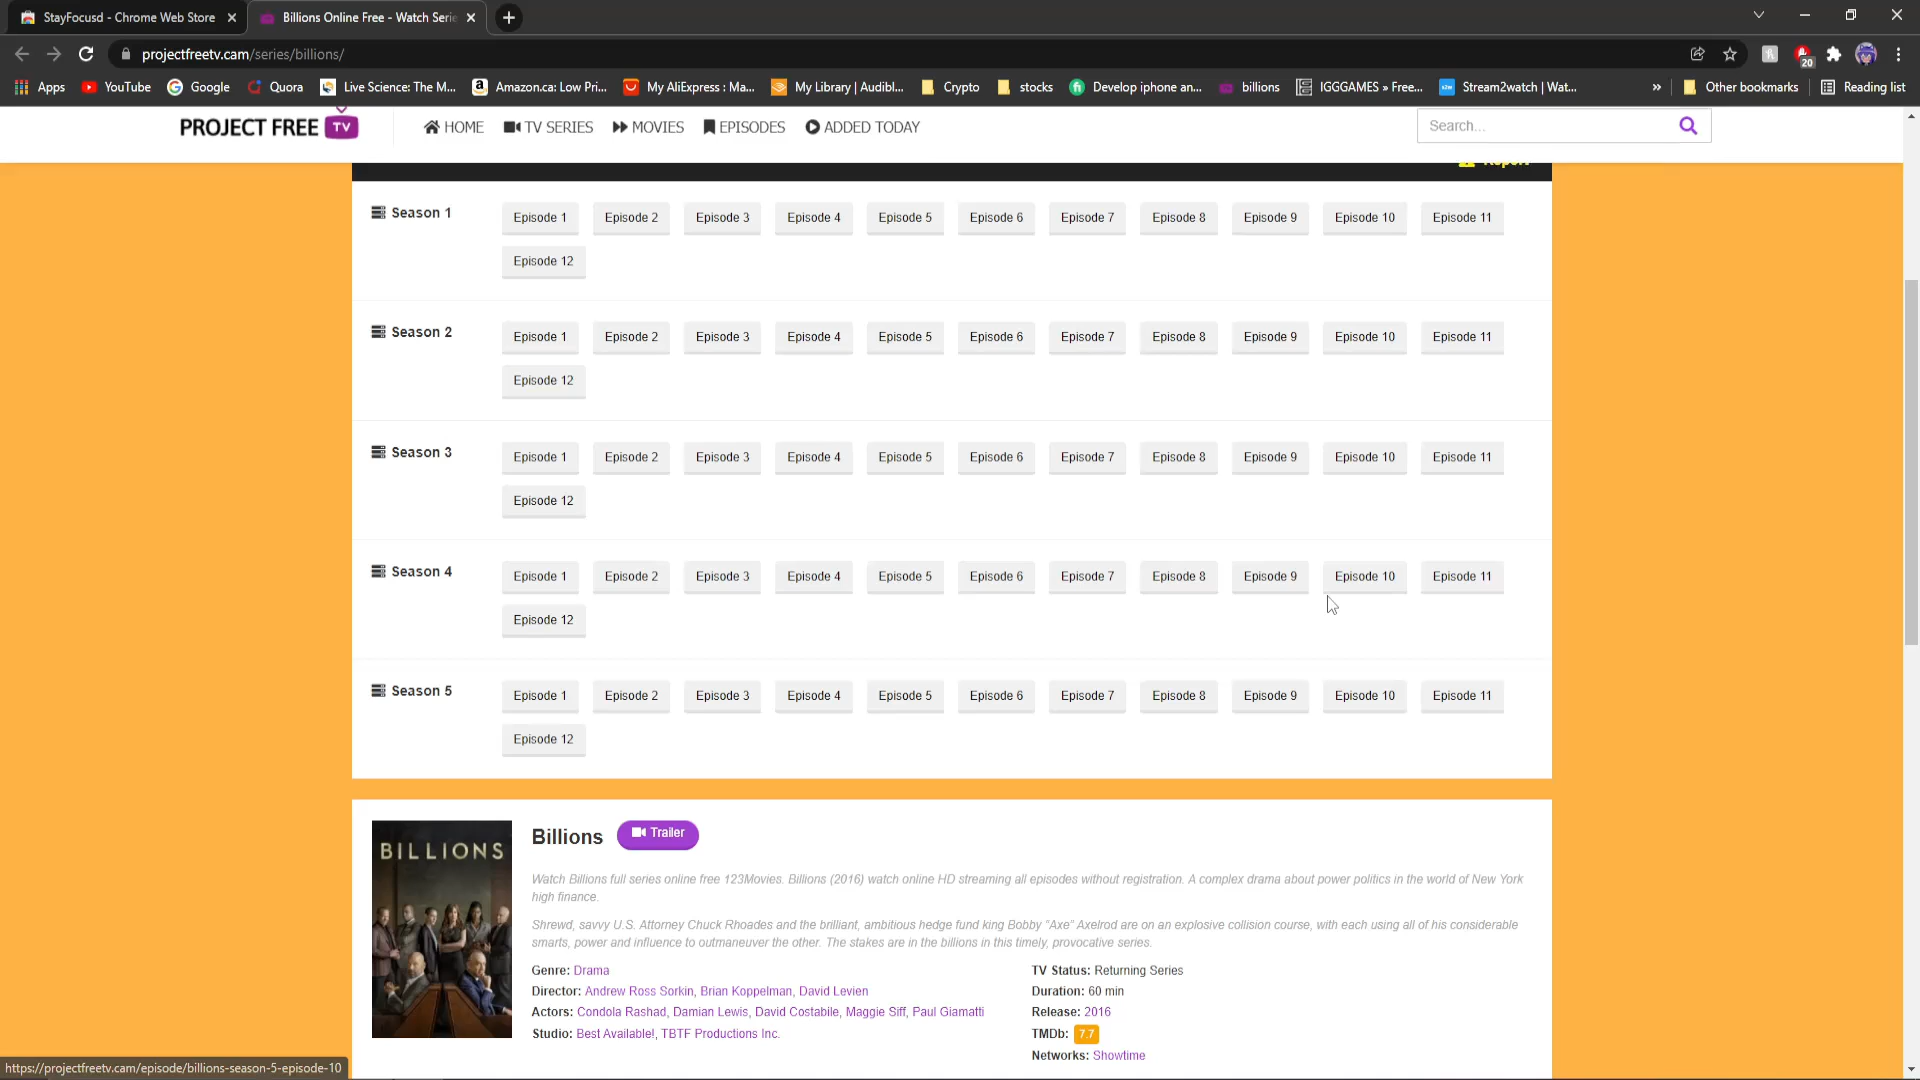 StayFocusd - Chrome Web Store
Billions Online Free - Watch Serie
projectfreetv.cam/series/billions/
20
Apps YouTube Google Quora Live Science: The M... Amazon.ca: Low Pri... My AliExpress : Ma... My Library | Audibl... Crypto stocks Develop iphone an... billions IGGGAMES » Free... Stream2watch | Wat... » Other bookmarks Reading list
PROJECT FREE TV HOME TV SERIES MOVIES EPISODES ADDED TODAY Search...
Report
Season 1 Episode 1 Episode 2 Episode 3 Episode 4 Episode 5 Episode 6 Episode 7 Episode 8 Episode 9 Episode 10 Episode 11
Episode 12
Season 2 Episode 1 Episode 2 Episode 3 Episode 4 Episode 5 Episode 6 Episode 7 Episode 8 Episode 9 Episode 10 Episode 11
Episode 12
Season 3 Episode 1 Episode 2 Episode 3 Episode 4 Episode 5 Episode 6 Episode 7 Episode 8 Episode 9 Episode 10 Episode 11
Episode 12
Season 4 Episode 1 Episode 2 Episode 3 Episode 4 Episode 5 Episode 6 Episode 7 Episode 8 Episode 9 Episode 10 Episode 11
Episode 12
Season 5 Episode 1 Episode 2 Episode 3 Episode 4 Episode 5 Episode 6 Episode 7 Episode 8 Episode 9 Episode 10 Episode 11
Episode 12
BILLIONS
Billions Trailer
Watch Billions full series online free 123Movies. Billions (2016) watch online HD streaming all episodes without registration. A complex drama about power politics in the world of New York
high finance.
Shrewd, savvy U.S. Attorney Chuck Rhoades and the brilliant, ambitious hedge fund king Bobby "Axe" Axelrod are on an explosive collision course, with each using all of his considerable
smarts, power and influence to outmaneuver the other. The stakes are in the billions in this timely, provocative series.
Genre: Drama
Director: Andrew Ross Sorkin, Brian Koppelman, David Levien
Actors: Condola Rashad, Damian Lewis, David Costabile, Maggie Siff, Paul Giamatti
Studio: Best Available!, TBTF Productions Inc.
TV Status: Returning Series
Duration: 60 min
Release: 2016
TMDb: 7.7
Networks: Showtime
https://projectfreetv.cam/episode/billions-season-5-episode-10